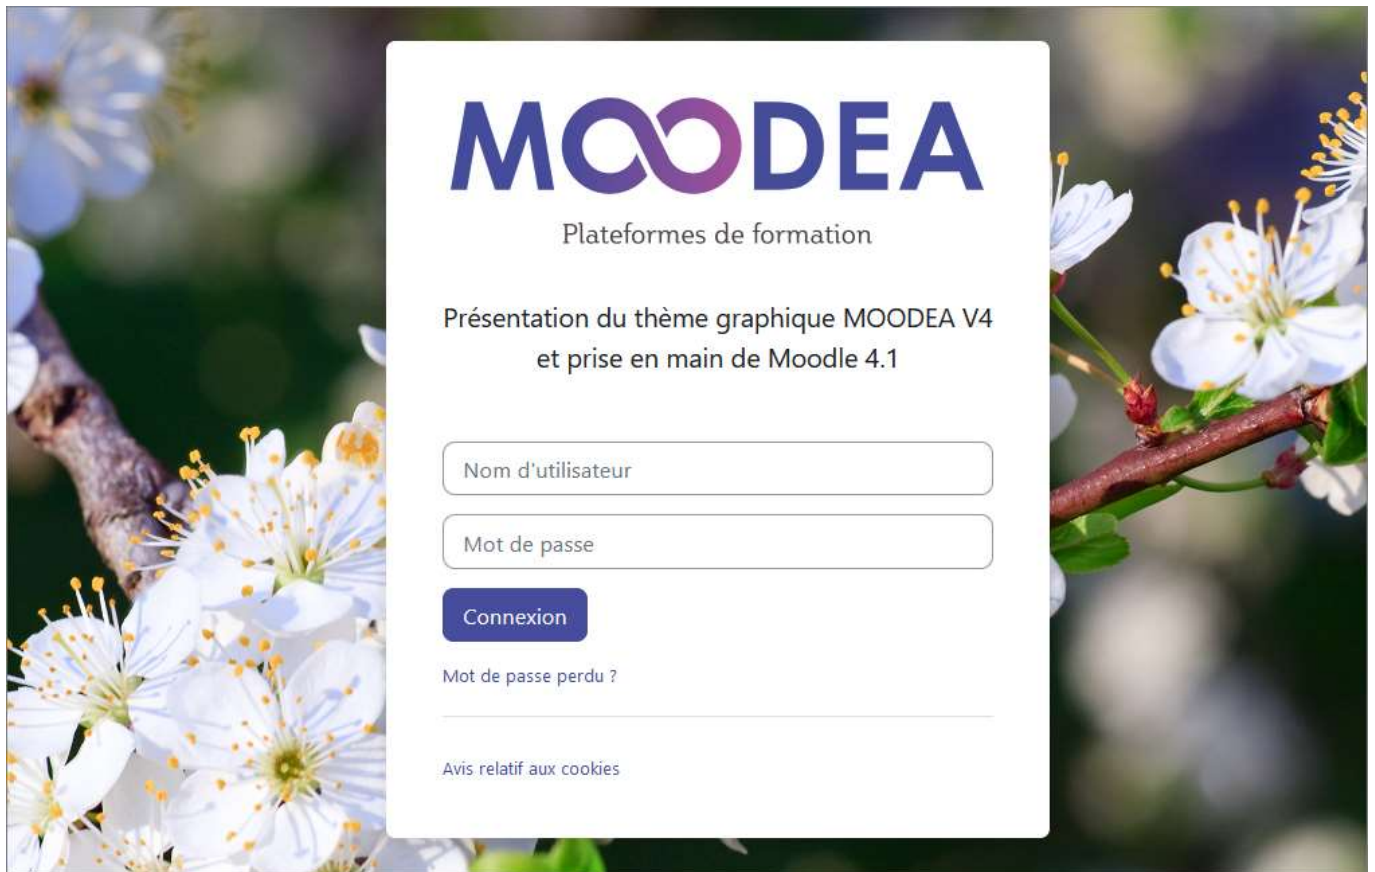 MOODEA
Plateformes de formation
Présentation du thème graphique MOODEA V4
et prise en main de Moodle 4.1
Nom d'utilisateur
Mot de passe
Connexion
Mot de passe perdu ?
Avis relatif aux cookies